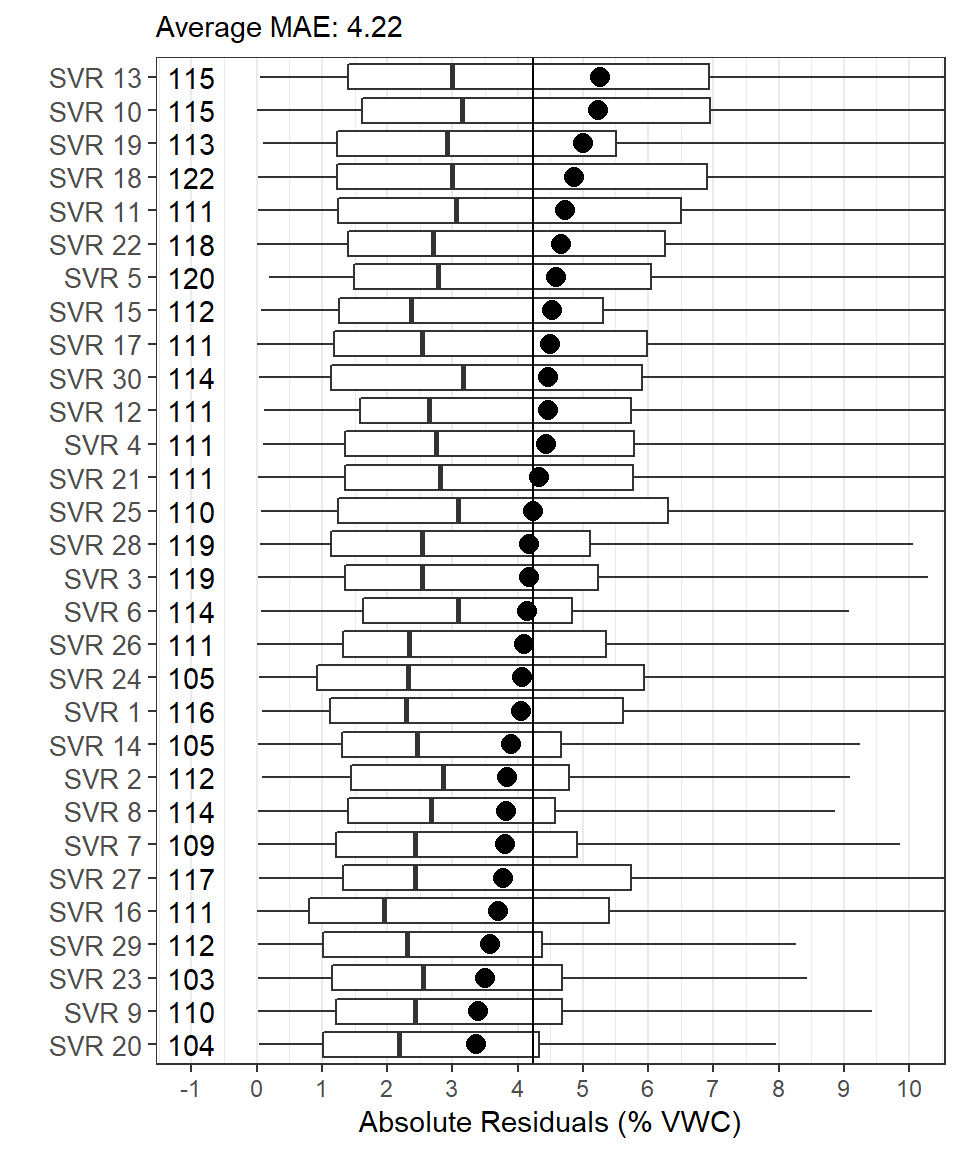 Average MAE: 4.22
SVR 13 115
SVR 10 115
SVR 19 113
SVR 18 122
SVR 11 111
SVR 22 118
SVR 5 120
SVR 15 112
SVR 17 111
SVR 30 114
SVR 12 111
SVR 4 111
SVR 21 111
SVR 25 110
SVR 28 119
SVR 3 119
SVR 6 114
SVR 26 111
SVR 24 105
SVR 1 116
SVR 14 105
SVR 2 112
SVR 8 114
SVR 7 109
SVR 27 117
SVR 16 111
SVR 29 112
SVR 23 103
SVR 9 110
SVR 20 104
-1 0 1 2 3 4 5 6 7 8 9 10
Absolute Residuals (% VWC)